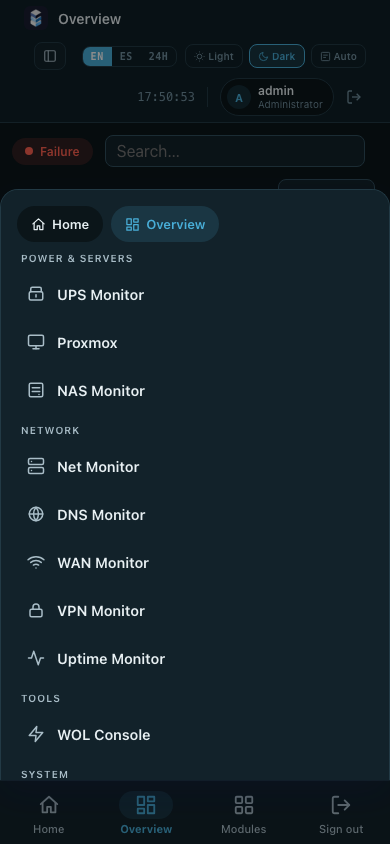 Overview
EN ES 24H Light Dark Auto
17:50:53 A admin
Administrator
Failure Search...
Home Overview
POWER & SERVERS
UPS Monitor
Proxmox
NAS Monitor
NETWORK
Net Monitor
DNS Monitor
WAN Monitor
VPN Monitor
Uptime Monitor
TOOLS
WOL Console
SYSTEM
Home Overview Modules Sign out